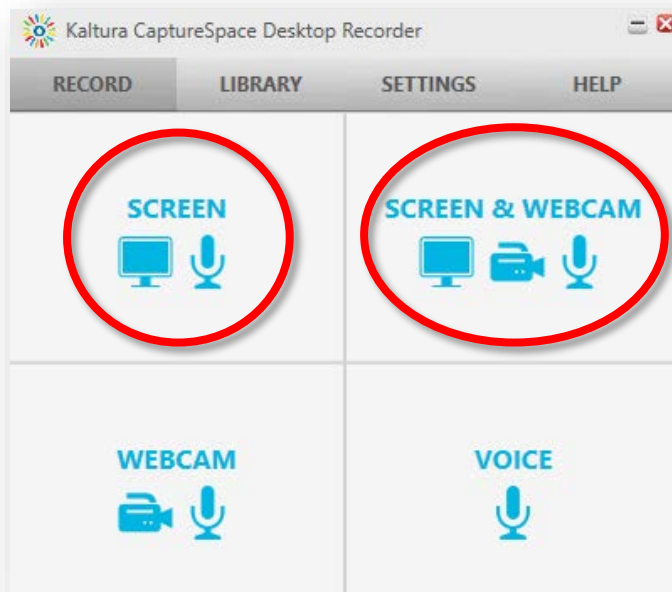 Kaltura CaptureSpace Desktop Recorder
RECORD LIBRARY SETTINGS HELP
SCREEN SCREEN & WEBCAM
WEBCAM VOICE